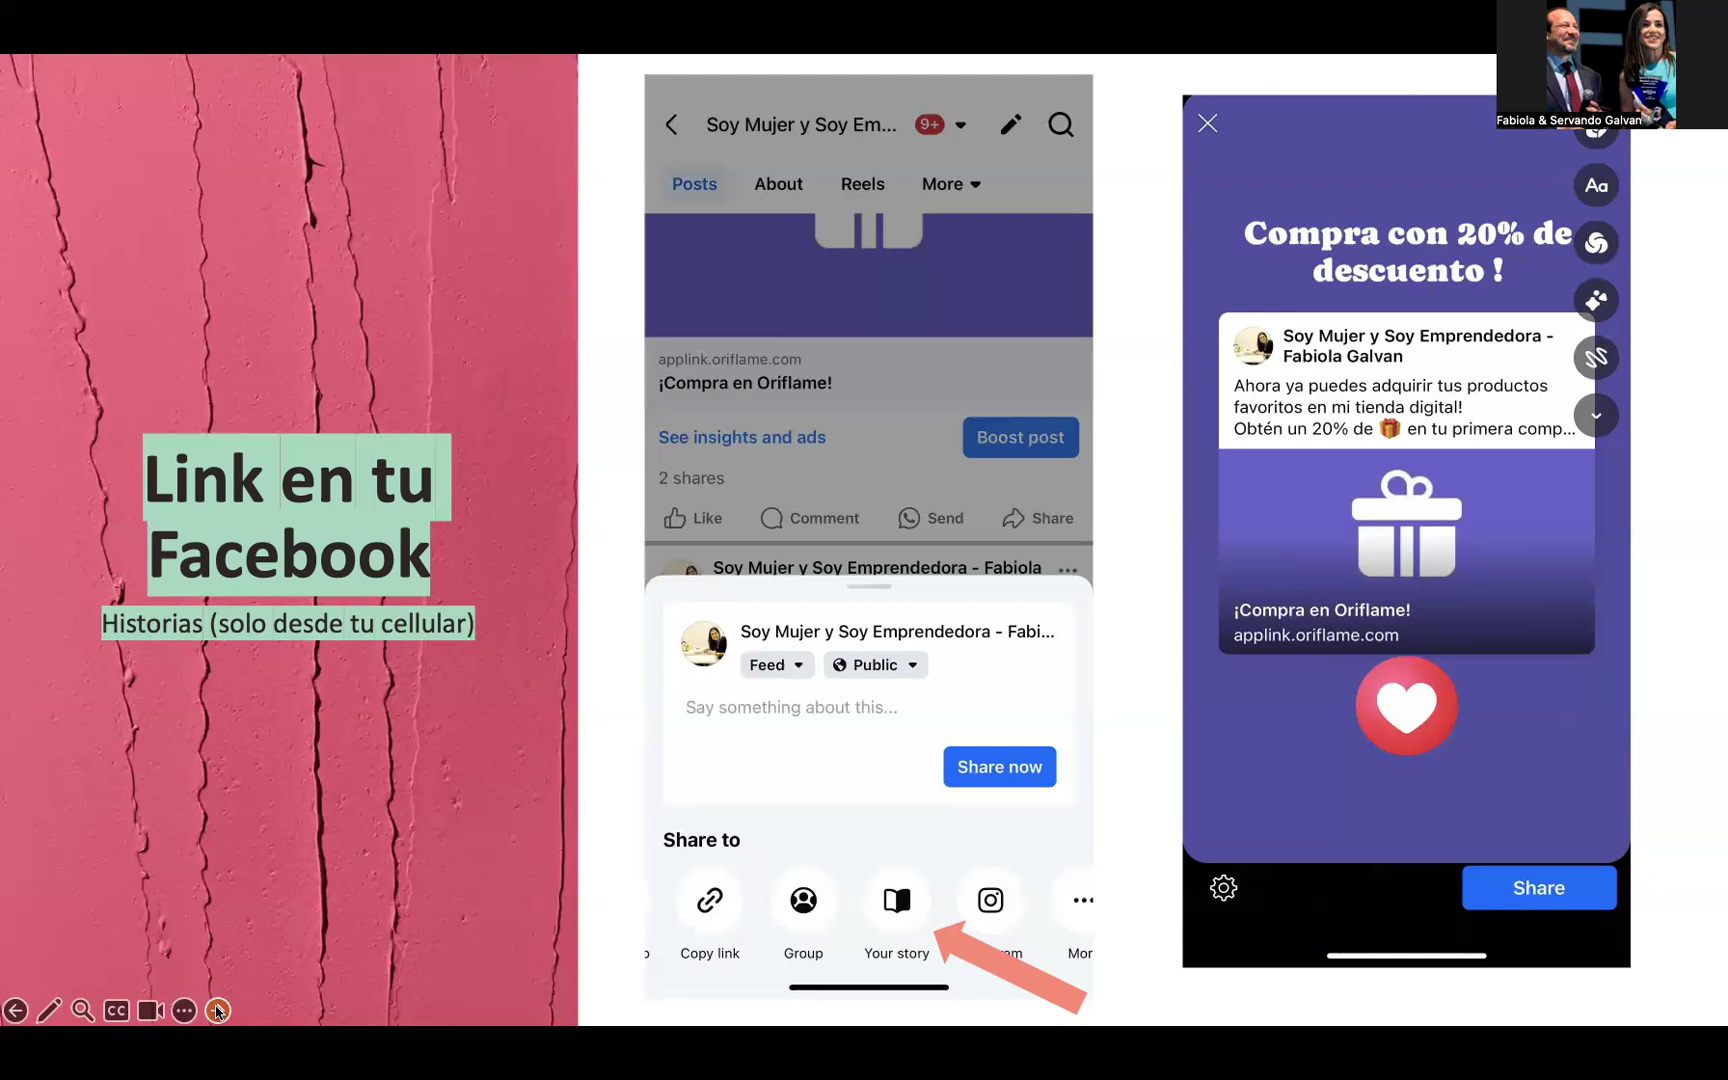 Fabiola & Servando Galvan
Link en tu
Facebook
Historias (solo desde tu cellular)
CC
Soy Mujer y Soy Em...
9+
Posts
About
Reels
More
applink.oriflame.com
¡Compra en Oriflame!
See insights and ads
Boost post
2 shares
Like
Comment
Send
Share
Soy Mujer y Soy Emprendedora - Fabiola
Soy Mujer y Soy Emprendedora - Fabi...
Feed
Public
Say something about this...
Share now
Share to
Copy link
Group
Your story
Compra con 20% de
descuento !
Aa
Soy Mujer y Soy Emprendedora -
Fabiola Galvan
Ahora ya puedes adquirir tus productos
favoritos en mi tienda digital!
Obtén un 20% de 🎁 en tu primera comp...
¡Compra en Oriflame!
applink.oriflame.com
Share